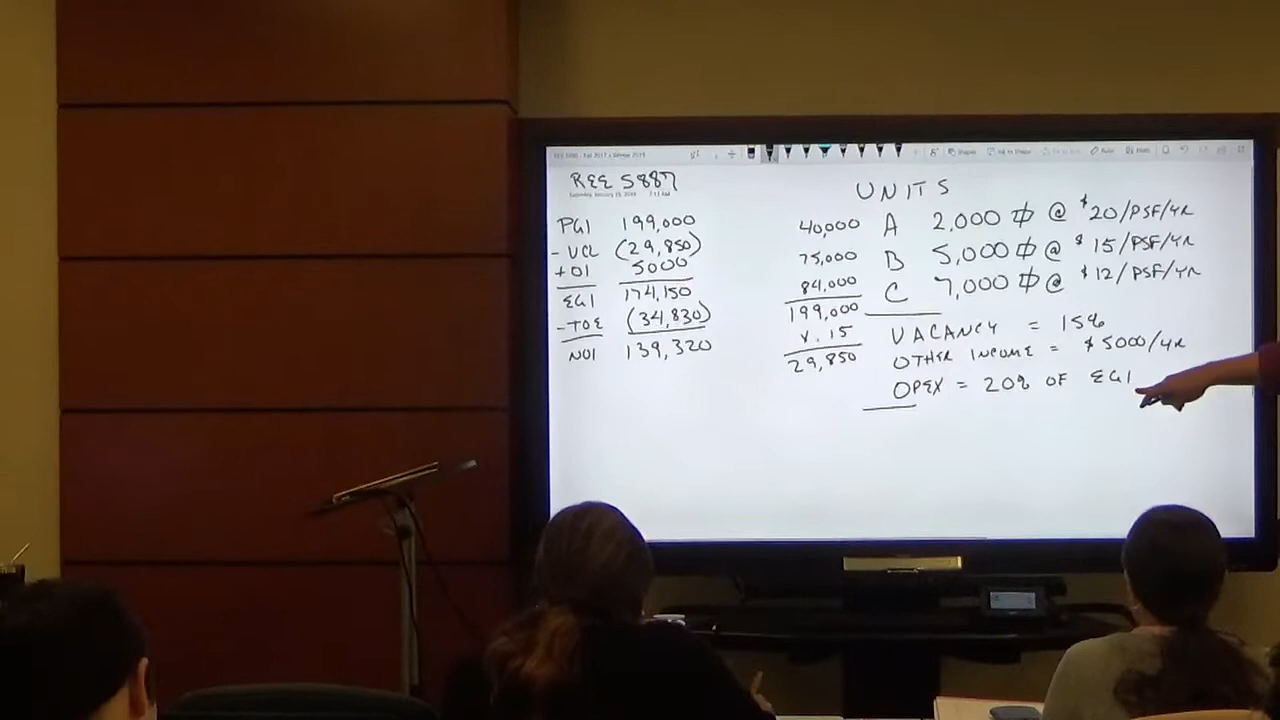 REE 5887
UNITS
PGI 199,000
- VCL (29,850)
+ OI 5000
EGI 174,150
- TOE (34,830)
NOI 139,320
40,000 A 2,000 ⏀ @ $20/PSF/YR
75,000 B 5,000 ⏀ @ $15/PSF/YR
84,000 C 7,000 ⏀ @ $12/PSF/YR
199,000
x .15
29,850
VACANCY = 15%
OTHER INCOME = $5000/YR
OPEX = 20% OF EGI